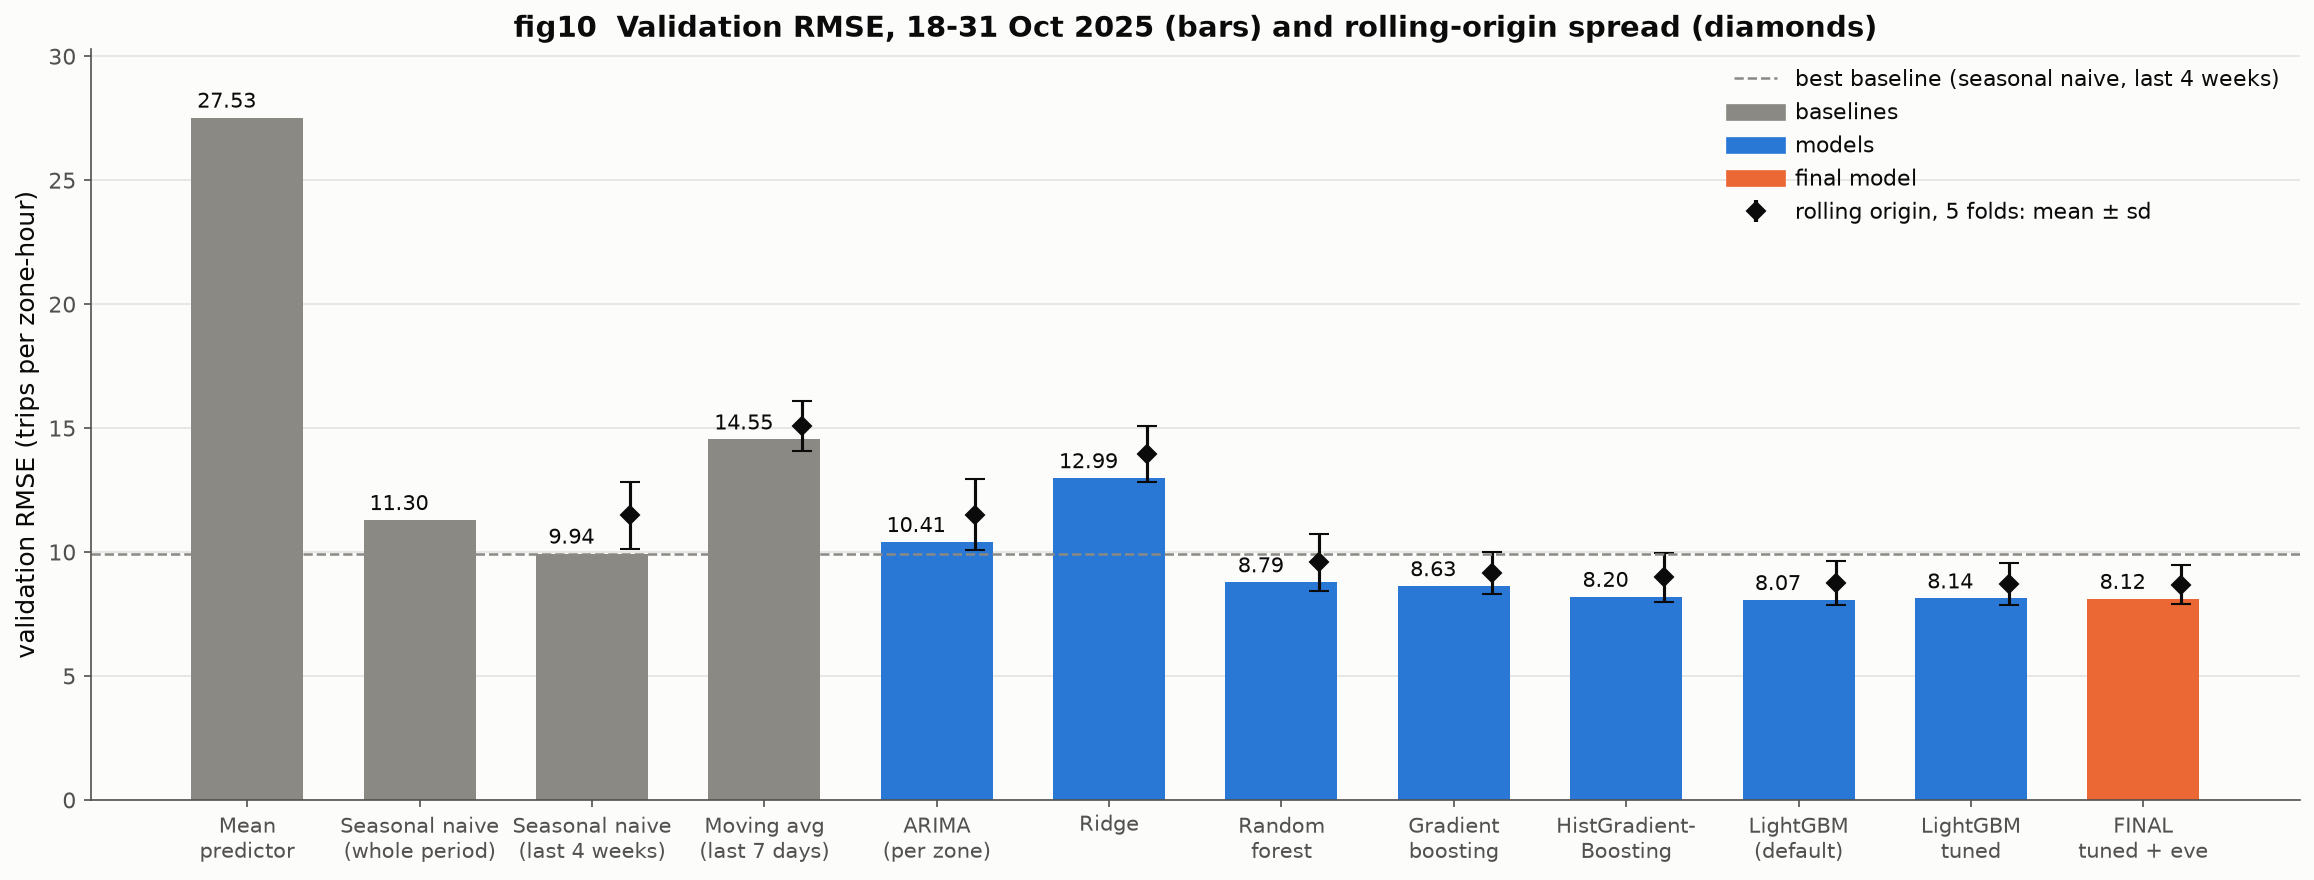 fig10  Validation RMSE, 18-31 Oct 2025 (bars) and rolling-origin spread (diamonds)
validation RMSE (trips per zone-hour)
30
25
20
15
10
5
0
best baseline (seasonal naive, last 4 weeks)
baselines
models
final model
rolling origin, 5 folds: mean ± sd
27.53
11.30
9.94
14.55
10.41
12.99
8.79
8.63
8.20
8.07
8.14
8.12
Mean
predictor
Seasonal naive
(whole period)
Seasonal naive
(last 4 weeks)
Moving avg
(last 7 days)
ARIMA
(per zone)
Ridge
Random
forest
Gradient
boosting
HistGradient-
Boosting
LightGBM
(default)
LightGBM
tuned
FINAL
tuned + eve